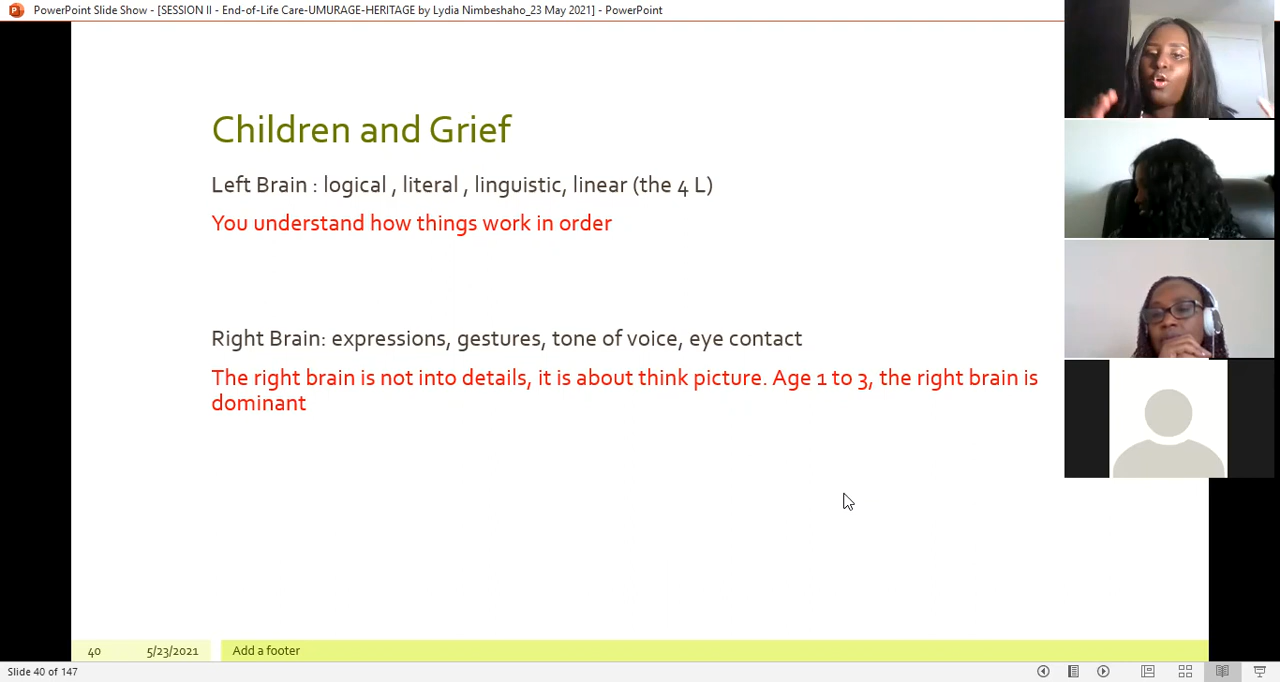 PowerPoint Slide Show - [SESSION II - End-of-Life Care-UMURAGE-HERITAGE by Lydia Nimbeshaho_23 May 2021] - PowerPoint
Children and Grief
Left Brain : logical , literal , linguistic, linear (the 4 L)
You understand how things work in order
Right Brain: expressions, gestures, tone of voice, eye contact
The right brain is not into details, it is about think picture. Age 1 to 3, the right brain is
dominant
40 5/23/2021 Add a footer
Slide 40 of 147